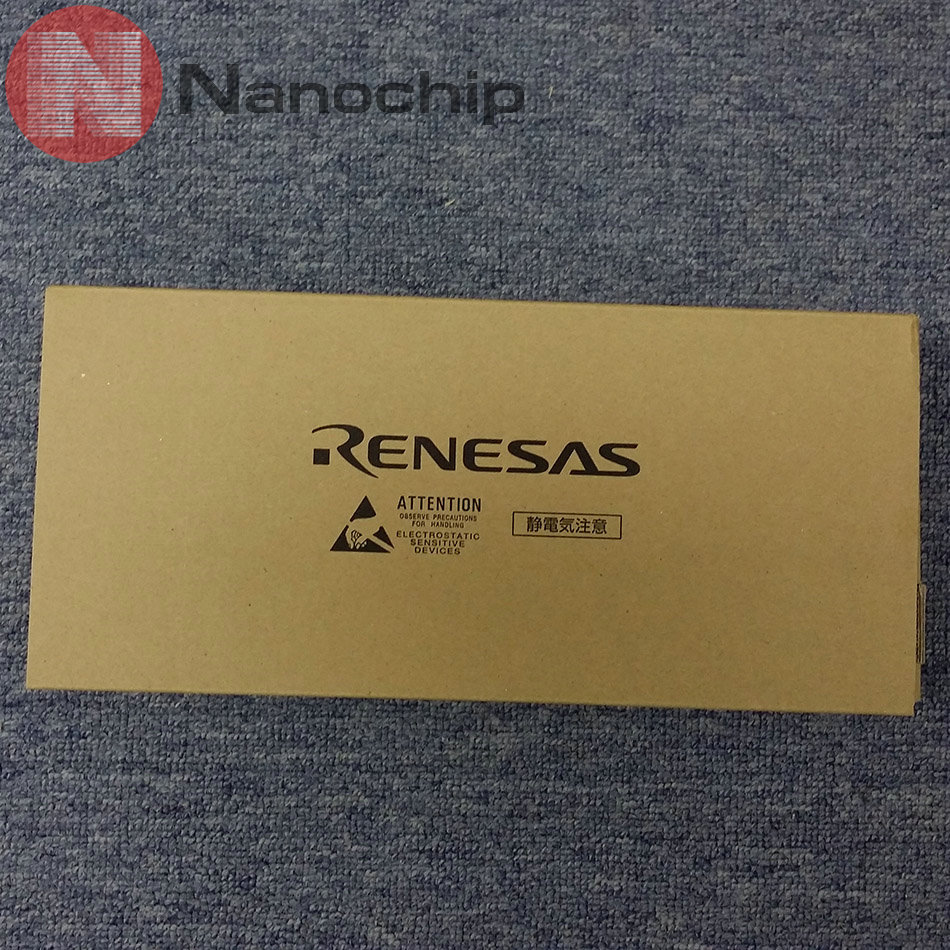 Nanochip
RENESAS
ATTENTION
OBSERVE PRECAUTIONS
FOR HANDLING
ELECTROSTATIC
SENSITIVE
DEVICES
静電気注意